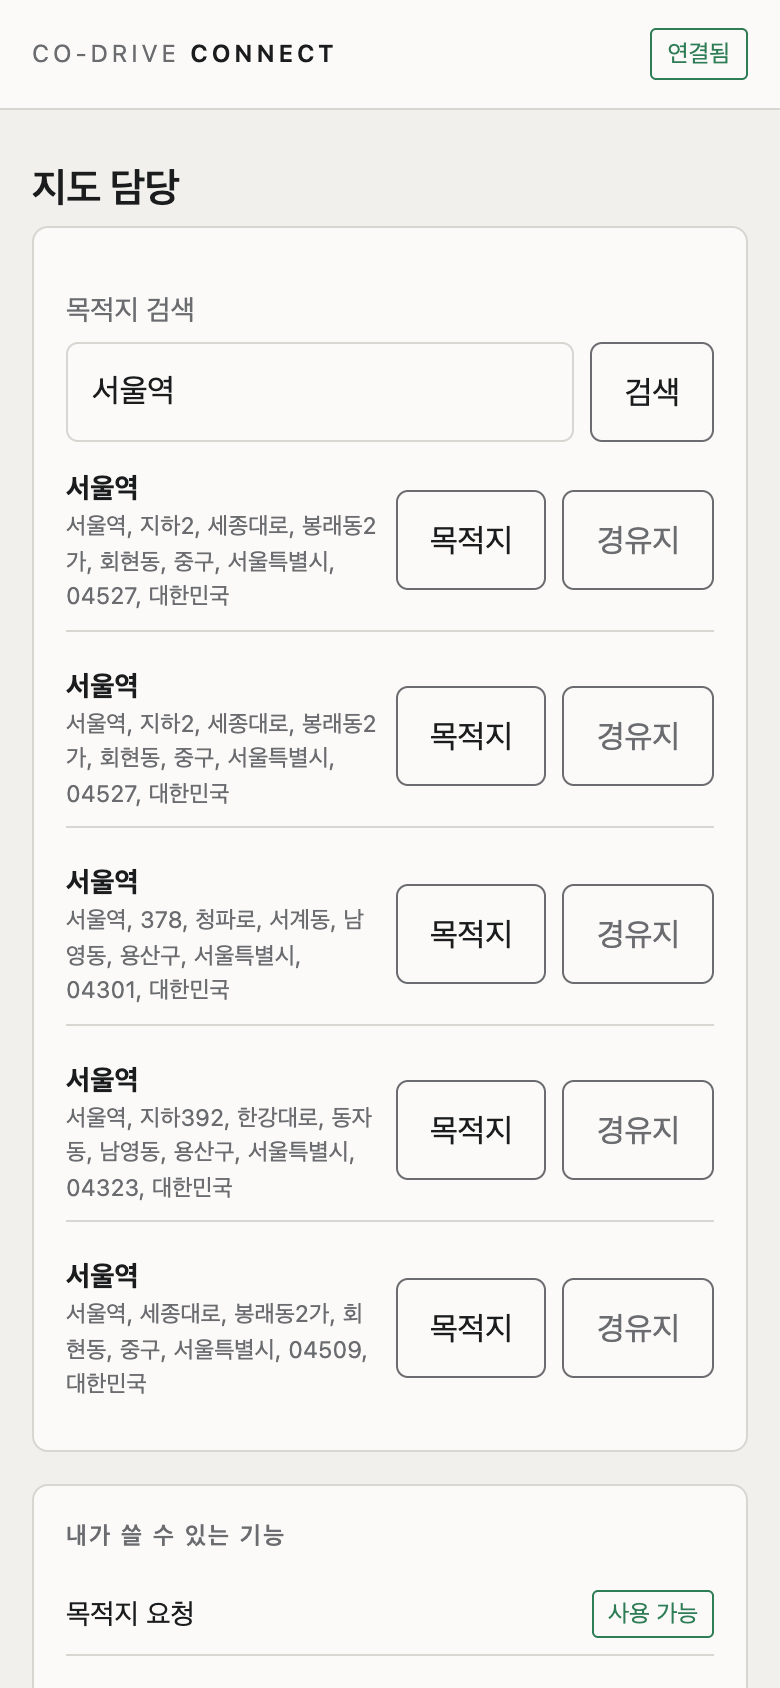 CO-DRIVE CONNECT
연결됨
지도 담당
목적지 검색
서울역
검색
서울역
서울역, 지하2, 세종대로, 봉래동2
가, 회현동, 중구, 서울특별시,
04527, 대한민국
목적지
경유지
서울역
서울역, 지하2, 세종대로, 봉래동2
가, 회현동, 중구, 서울특별시,
04527, 대한민국
목적지
경유지
서울역
서울역, 378, 청파로, 서계동, 남
영동, 용산구, 서울특별시,
04301, 대한민국
목적지
경유지
서울역
서울역, 지하392, 한강대로, 동자
동, 남영동, 용산구, 서울특별시,
04323, 대한민국
목적지
경유지
서울역
서울역, 세종대로, 봉래동2가, 회
현동, 중구, 서울특별시, 04509,
대한민국
목적지
경유지
내가 쓸 수 있는 기능
목적지 요청
사용 가능